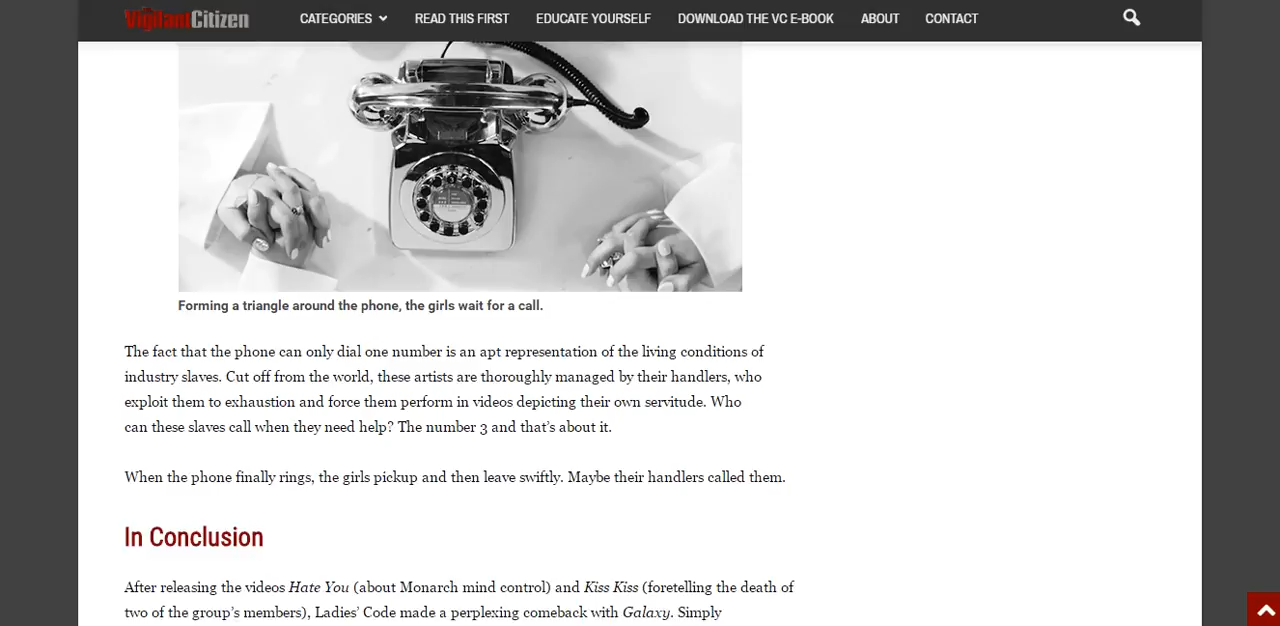 VigilantCitizen CATEGORIES READ THIS FIRST EDUCATE YOURSELF DOWNLOAD THE VC E-BOOK ABOUT CONTACT
Forming a triangle around the phone, the girls wait for a call.
The fact that the phone can only dial one number is an apt representation of the living conditions of
industry slaves. Cut off from the world, these artists are thoroughly managed by their handlers, who
exploit them to exhaustion and force them perform in videos depicting their own servitude. Who
can these slaves call when they need help? The number 3 and that’s about it.
When the phone finally rings, the girls pickup and then leave swiftly. Maybe their handlers called them.
In Conclusion
After releasing the videos Hate You (about Monarch mind control) and Kiss Kiss (foretelling the death of
two of the group’s members), Ladies’ Code made a perplexing comeback with Galaxy. Simply